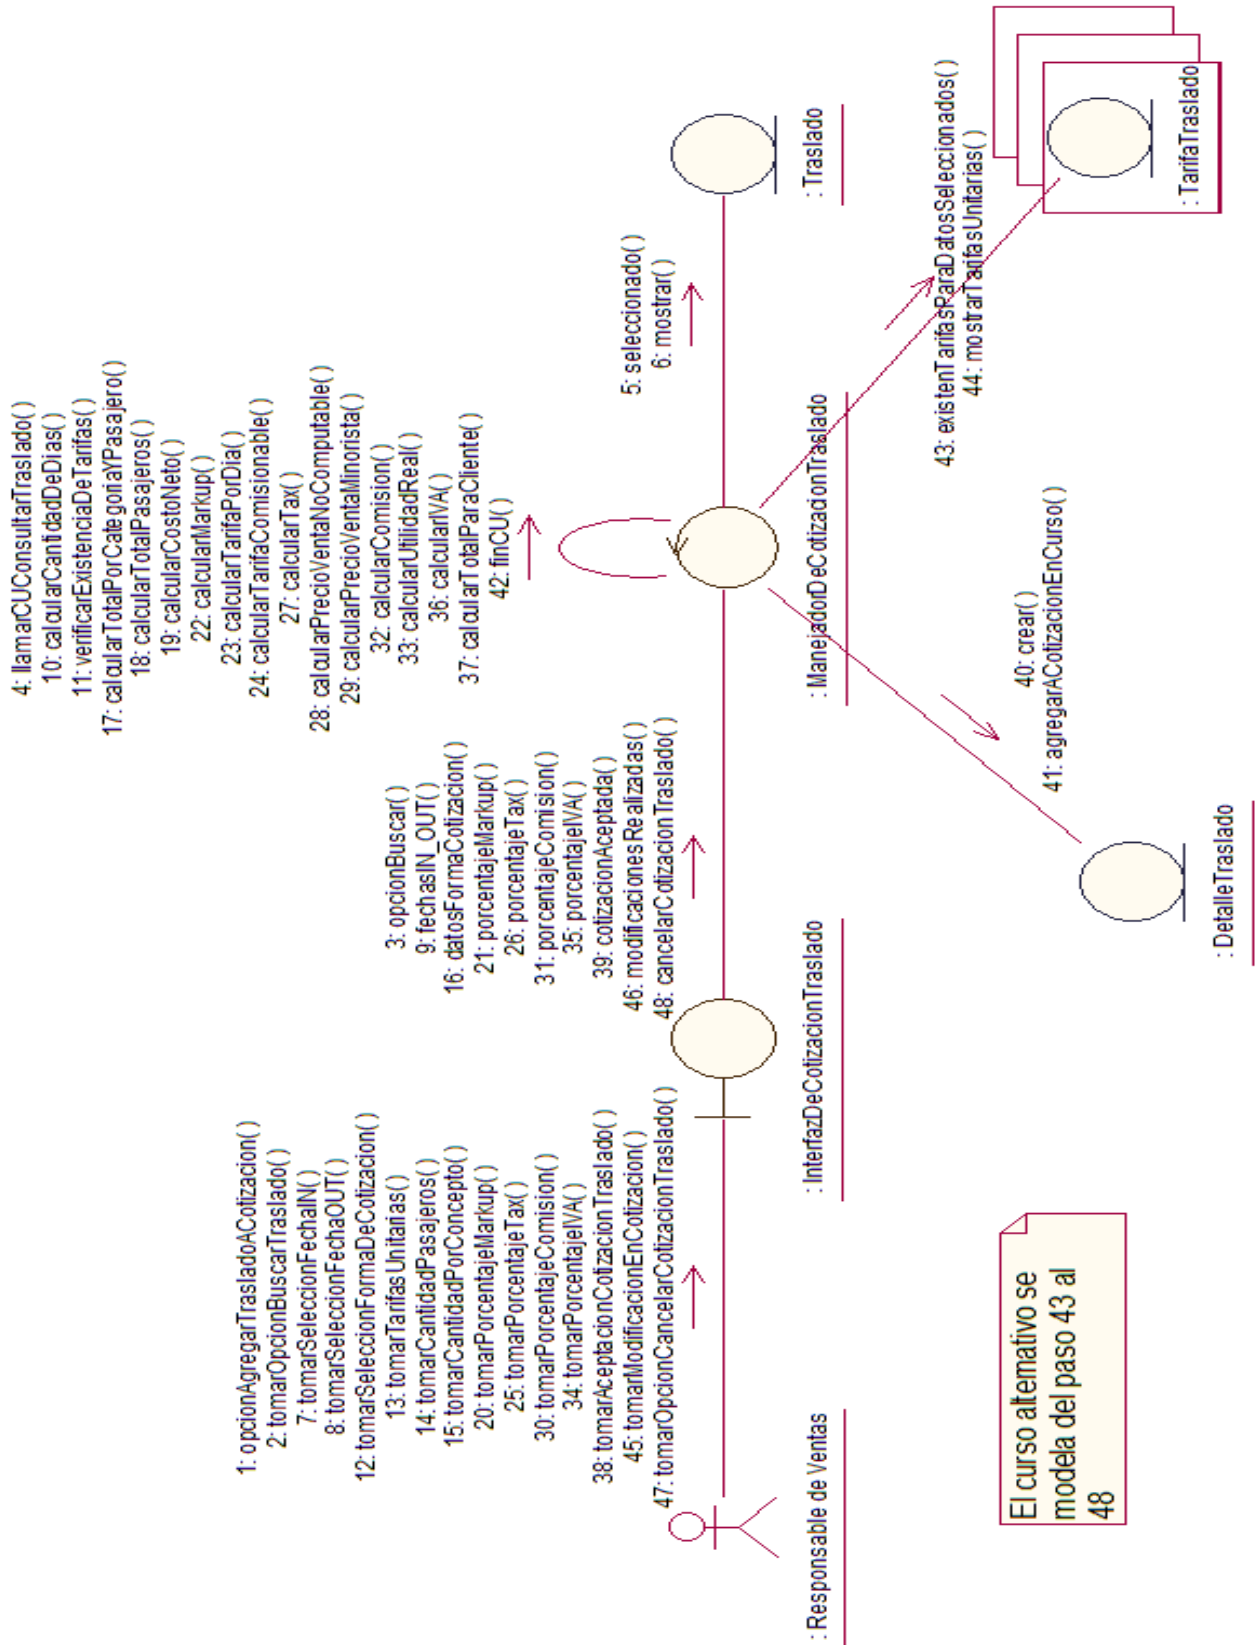 1: opcionAgregarTrasladoACotizacion( )
2: tomarOpcionBuscarTraslado( )
7: tomarSeleccionFechaIN( )
8: tomarSeleccionFechaOUT( )
12: tomarSeleccionFormaDeCotizacion( )
13: tomarTarifasUnitarias( )
14: tomarCantidadPasajeros( )
15: tomarCantidadPorConcepto( )
20: tomarPorcentajeMarkup( )
25: tomarPorcentajeTax( )
30: tomarPorcentajeComision( )
34: tomarPorcentajeIVA( )
38: tomarAceptacionCotizacionTraslado( )
45: tomarModificacionEnCotizacion( )
47: tomarOpcionCancelarCotizacionTraslado( )
: Responsable de Ventas
3: opcionBuscar( )
9: fechasIN_OUT( )
16: datosFormaCotizacion( )
21: porcentajeMarkup( )
26: porcentajeTax( )
31: porcentajeComision( )
35: porcentajeIVA( )
39: cotizacionAceptada( )
46: modificacionesRealizadas( )
48: cancelarCotizacionTraslado( )
: InterfazDeCotizacionTraslado
4: llamarCUConsultarTraslado( )
10: calcularCantidadDeDias( )
11: verificarExistenciaDeTarifas( )
17: calcularTotalPorCategoriaYPasajero( )
18: calcularTotalPasajeros( )
19: calcularCostoNeto( )
22: calcularMarkup( )
23: calcularTarifaPorDia( )
24: calcularTarifaComisionable( )
27: calcularTax( )
28: calcularPrecioVentaNoComputable( )
29: calcularPrecioVentaMinorista( )
32: calcularComision( )
33: calcularUtilidadReal( )
36: calcularIVA( )
37: calcularTotalParaCliente( )
42: finCU( )
: ManejadorDeCotizacionTraslado
5: seleccionado( )
6: mostrar( )
: Traslado
43: existenTarifasParaDatosSeleccionados( )
44: mostrarTarifasUnitarias( )
: TarifaTraslado
40: crear( )
41: agregarACotizacionEnCurso( )
: DetalleTraslado
El curso alternativo se
modela del paso 43 al
48